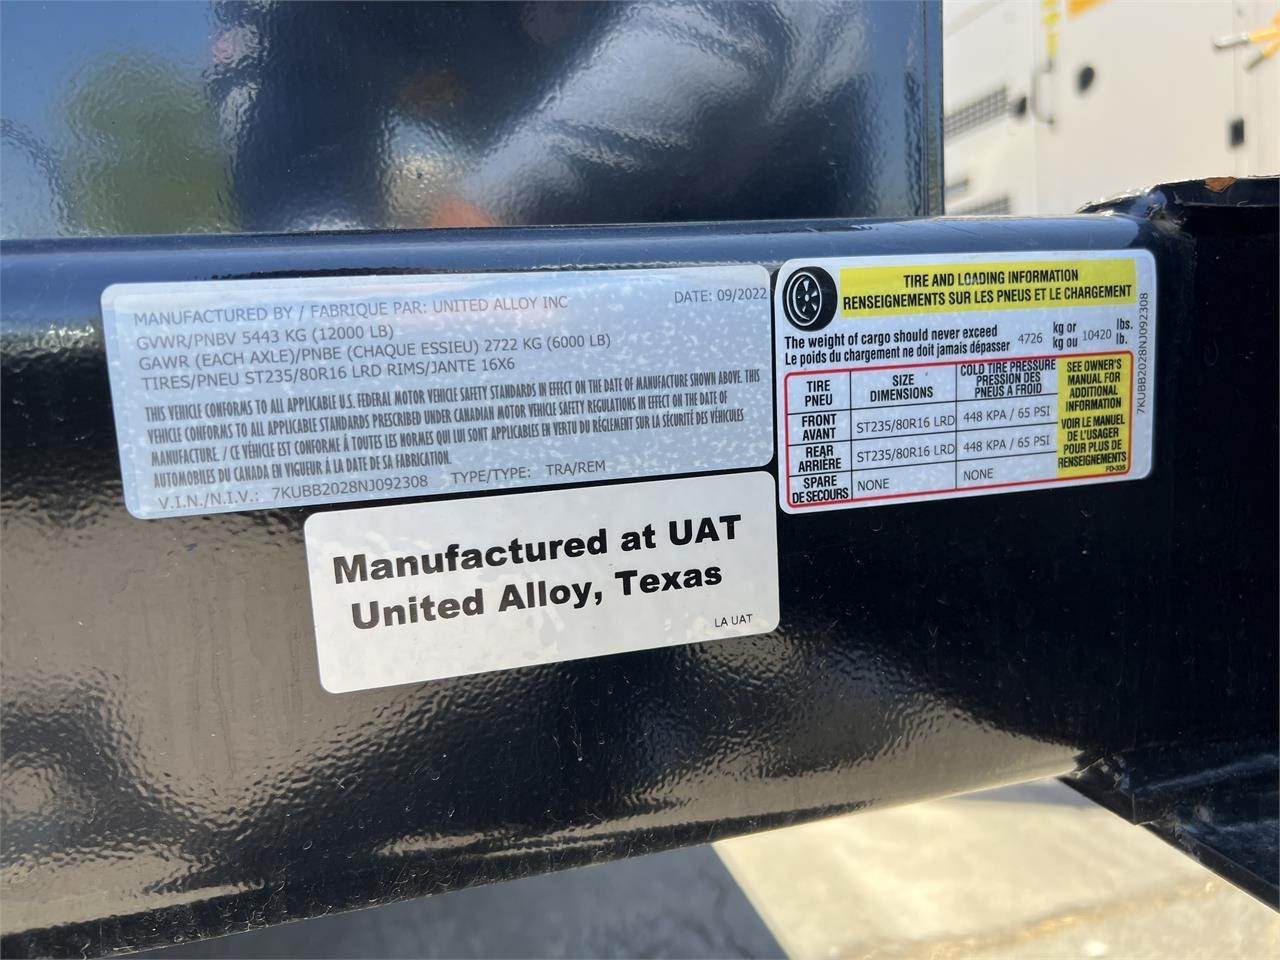 MANUFACTURED BY / FABRIQUE PAR: UNITED ALLOY INC DATE: 09/2022
GVWR/PNBV 5443 KG (12000 LB)
GAWR (EACH AXLE)/PNBE (CHAQUE ESSIEU) 2722 KG (6000 LB)
TIRES/PNEU ST235/80R16 LRD RIMS/JANTE 16X6
THIS VEHICLE CONFORMS TO ALL APPLICABLE U.S. FEDERAL MOTOR VEHICLE SAFETY STANDARDS IN EFFECT ON THE DATE OF MANUFACTURE SHOWN ABOVE. THIS
VEHICLE CONFORMS TO ALL APPLICABLE STANDARDS PRESCRIBED UNDER CANADIAN MOTOR VEHICLE SAFETY REGULATIONS IN EFFECT ON THE DATE OF
MANUFACTURE. / CE VÉHICLE EST CONFORME À TOUTES LES NORMES QUI LUI SONT APPLICABLES EN VERTU DU RÉGLEMENT SUR LA SÉCURITÉ DES VÉHICULES
AUTOMOBILES DU CANADA EN VIGUEUR À LA DATE DE SA FABRICATION.
V.I.N./N.I.V.: 7KUBB2028NJ092308 TYPE/TYPE: TRA/REM
Manufactured at UAT
United Alloy, Texas
LA UAT
TIRE AND LOADING INFORMATION
RENSEIGNEMENTS SUR LES PNEUS ET LE CHARGEMENT
The weight of cargo should never exceed 4726 kg or 10420 lbs.
Le poids du chargement ne doit jamais dépasser kg ou lb.
TIRE SIZE COLD TIRE PRESSURE
PNEU DIMENSIONS PRESSION DES
PNEUS A FROID
FRONT ST235/80R16 LRD 448 KPA / 65 PSI
AVANT
REAR ST235/80R16 LRD 448 KPA / 65 PSI
ARRIÈRE
SPARE NONE NONE
DE SECOURS
SEE OWNER'S
MANUAL FOR
ADDITIONAL
INFORMATION
VOIR LE MANUEL
DE L'USAGER
POUR PLUS DE
RENSEIGNEMENTS
FD-335
7KUBB2028NJ092308